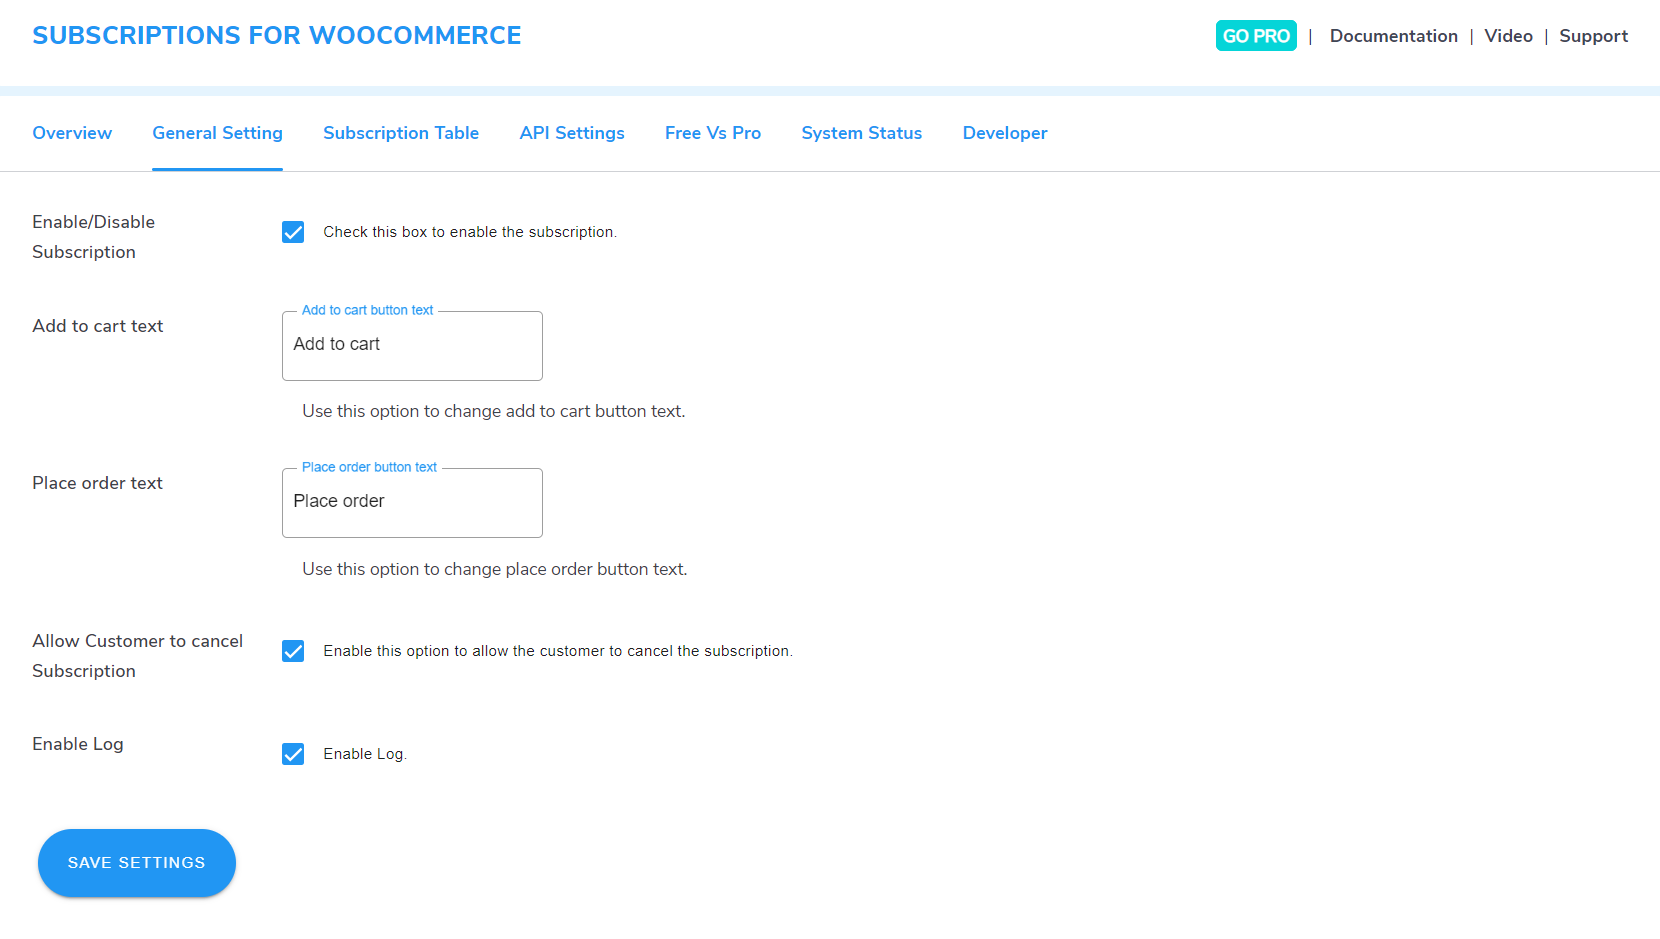 SUBSCRIPTIONS FOR WOOCOMMERCE
GO PRO | Documentation | Video | Support
Overview General Setting Subscription Table API Settings Free Vs Pro System Status Developer
Enable/Disable
Subscription
Check this box to enable the subscription.
Add to cart text
Add to cart button text
Add to cart
Use this option to change add to cart button text.
Place order text
Place order button text
Place order
Use this option to change place order button text.
Allow Customer to cancel
Subscription
Enable this option to allow the customer to cancel the subscription.
Enable Log
Enable Log.
SAVE SETTINGS